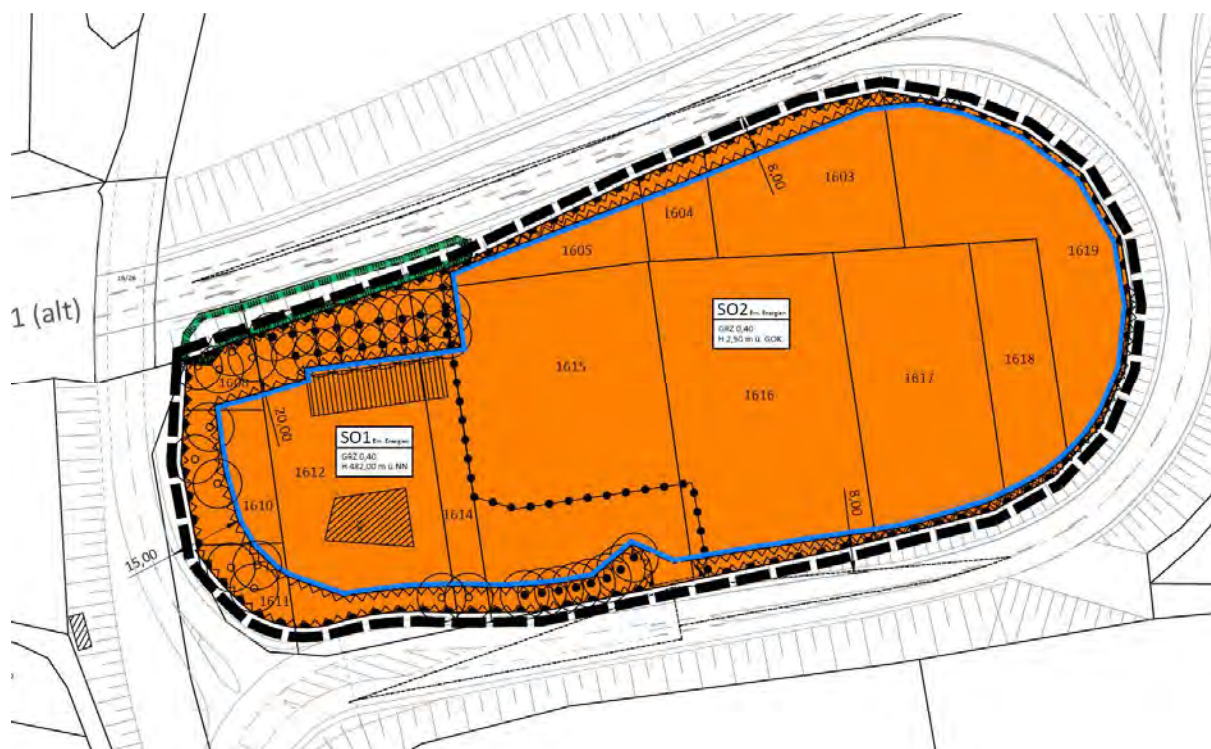 1603
8,00
1604
1605
1619
1 (alt)
SO2 Ern. Energien
GRZ 0,40
H 2,50 m ü. GOK
1618
1615
1617
1616
20,00
SO1 Ern. Energien
GRZ 0,40
H 482,00 m ü. NN
1612
1610
1614
8,00
15,00
1611